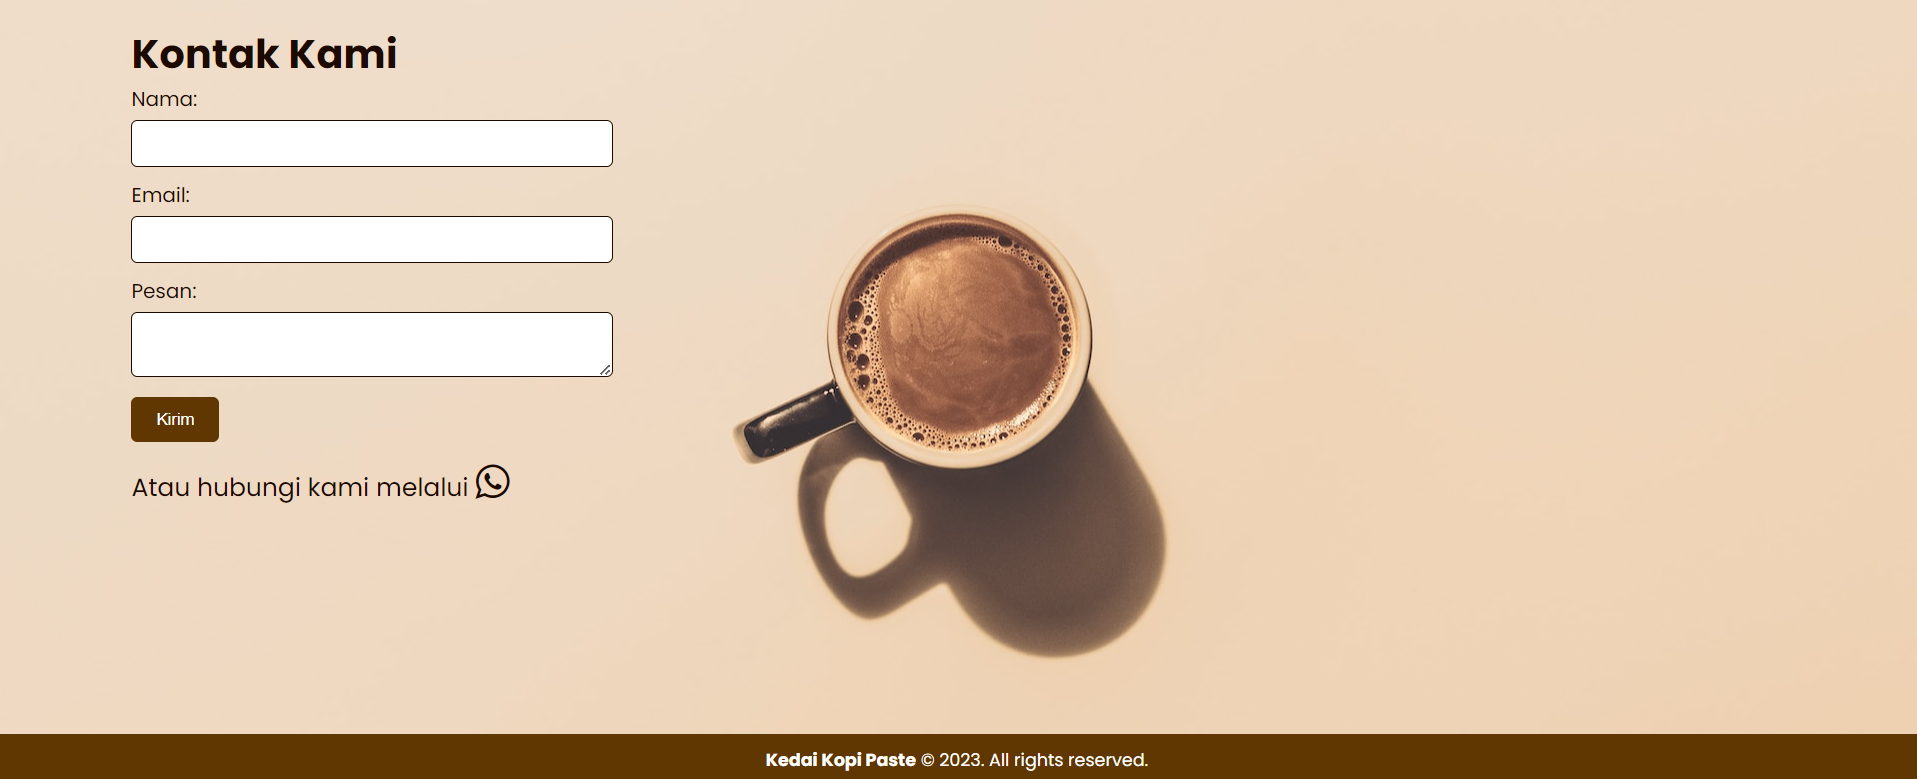 Kontak Kami
Nama:
Email:
Pesan:
Kirim
Atau hubungi kami melalui
Kedai Kopi Paste © 2023. All rights reserved.